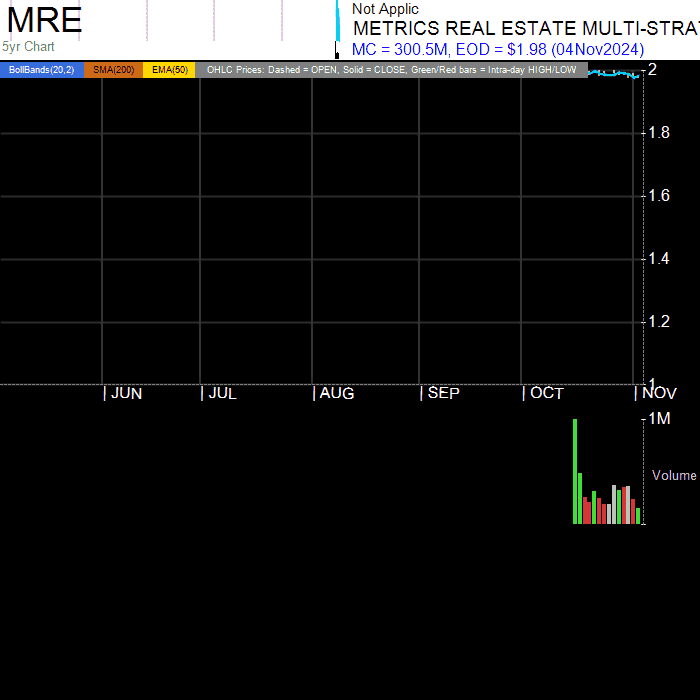 MRE
Not Applic
METRICS REAL ESTATE MULTI-STRAT
5yr Chart
MC = 300.5M, EOD = $1.98 (04Nov2024)
BollBands(20,2) SMA(200) EMA(50) OHLC Prices: Dashed = OPEN, Solid = CLOSE, Green/Red bars = Intra-day HIGH/LOW
2
1.8
1.6
1.4
1.2
1
JUN JUL AUG SEP OCT NOV
1M
Volume